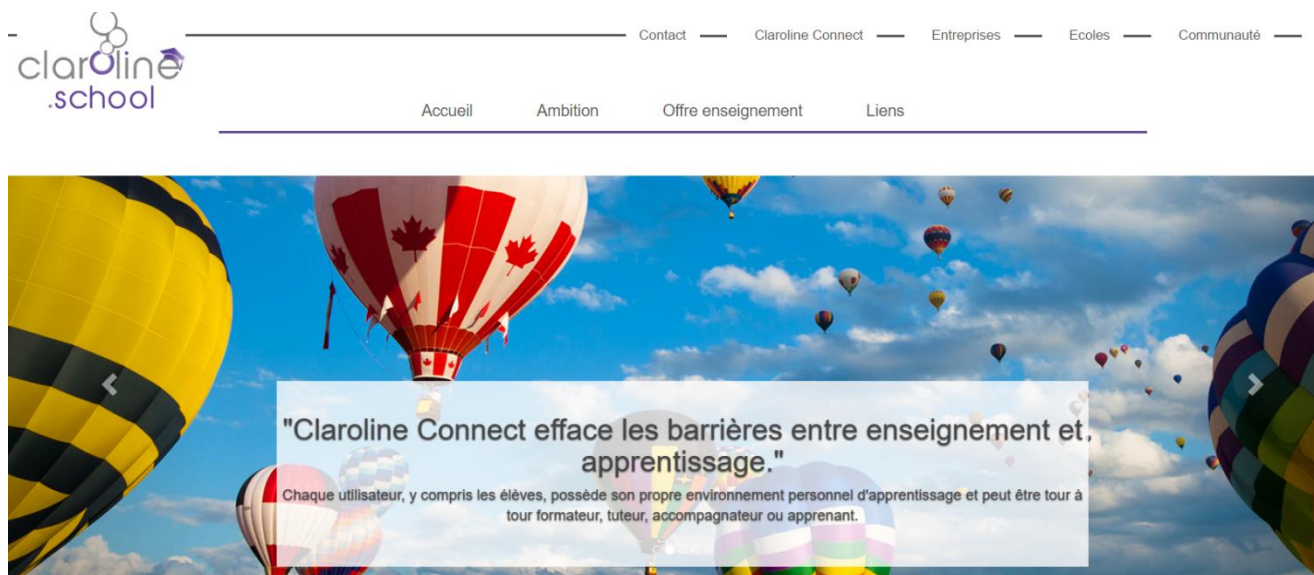 claroline
.school
Contact
Claroline Connect
Entreprises
Ecoles
Communauté
Accueil
Ambition
Offre enseignement
Liens
"Claroline Connect efface les barrières entre enseignement et
apprentissage."
Chaque utilisateur, y compris les élèves, possède son propre environnement personnel d'apprentissage et peut être tour à
tour formateur, tuteur, accompagnateur ou apprenant.